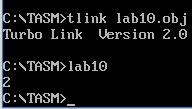 C:\TASM>tlink lab10.obj
Turbo Link  Version 2.0
C:\TASM>lab10
2
C:\TASM>_